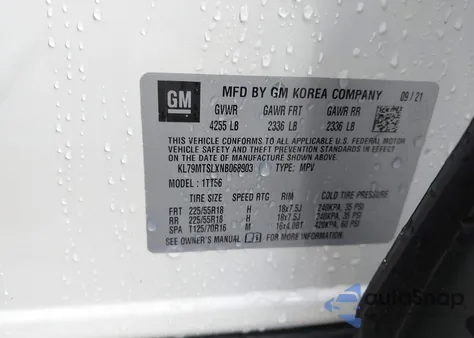 GM
MFD BY GM KOREA COMPANY 09/21
GVWR GAWR FRT GAWR RR
4255 LB 2336 LB 2336 LB
THIS VEHICLE CONFORMS TO ALL APPLICABLE U.S. FEDERAL MOTOR
VEHICLE SAFETY, BUMPER, AND THEFT PREVENTION STANDARDS
IN EFFECT ON THE DATE OF MANUFACTURE SHOWN ABOVE.
KL79MTSLXNB068903 TYPE: MPV
MODEL: 1TT56
TIRE SIZE SPEED RTG RIM COLD TIRE PRESSURE
FRT 225/55R18 H 18x7.5J 240KPA, 35 PSI
RR 225/55R18 H 18x7.5J 240KPA, 35 PSI
SPA T125/70R16 M 16x4.0BT 420KPA, 60 PSI
SEE OWNER'S MANUAL FOR MORE INFORMATION.
autoSnap